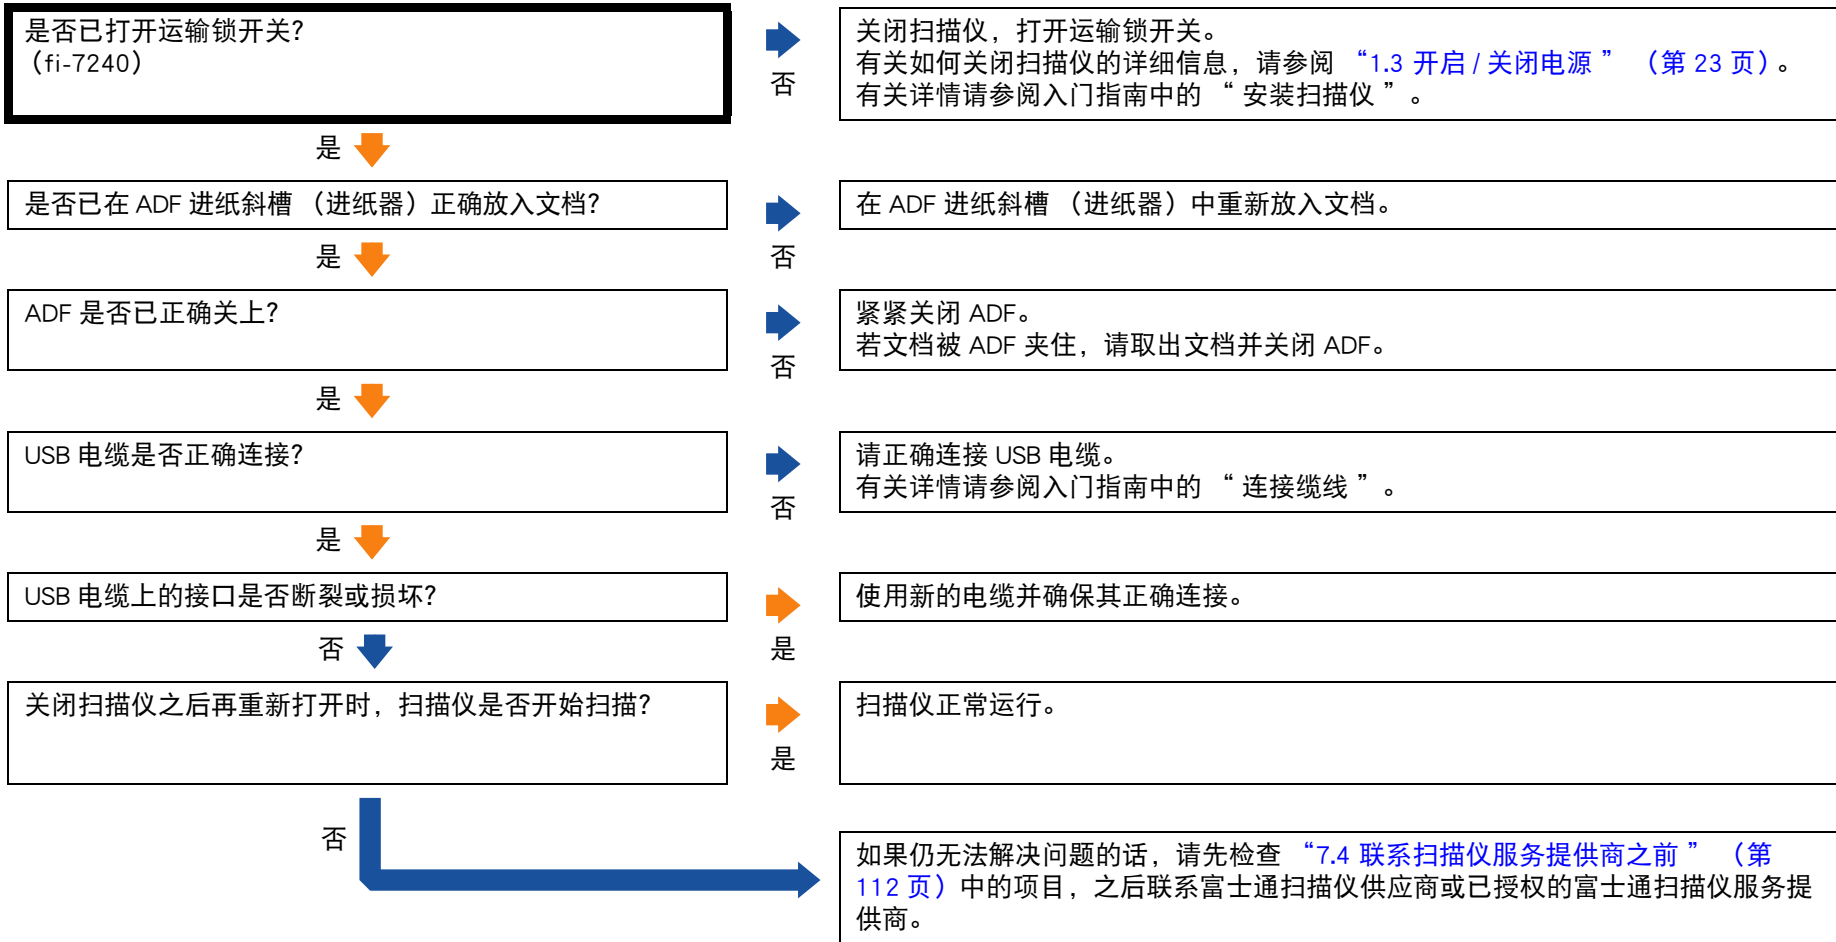 是否已打开运输锁开关？
（fi-7240）
否
关闭扫描仪，打开运输锁开关。
有关如何关闭扫描仪的详细信息，请参阅 “1.3 开启 / 关闭电源 ” （第 23 页）。
有关详情请参阅入门指南中的 “ 安装扫描仪 ”。
是
是否已在 ADF 进纸斜槽 （进纸器）正确放入文档？
否
在 ADF 进纸斜槽 （进纸器）中重新放入文档。
是
ADF 是否已正确关上？
否
紧紧关闭 ADF。
若文档被 ADF 夹住，请取出文档并关闭 ADF。
是
USB 电缆是否正确连接？
否
请正确连接 USB 电缆。
有关详情请参阅入门指南中的 “ 连接缆线 ”。
是
USB 电缆上的接口是否断裂或损坏？
是
使用新的电缆并确保其正确连接。
否
关闭扫描仪之后再重新打开时，扫描仪是否开始扫描？
是
扫描仪正常运行。
否
如果仍无法解决问题的话，请先检查 “7.4 联系扫描仪服务提供商之前 ” （第
112 页）中的项目，之后联系富士通扫描仪供应商或已授权的富士通扫描仪服务提
供商。